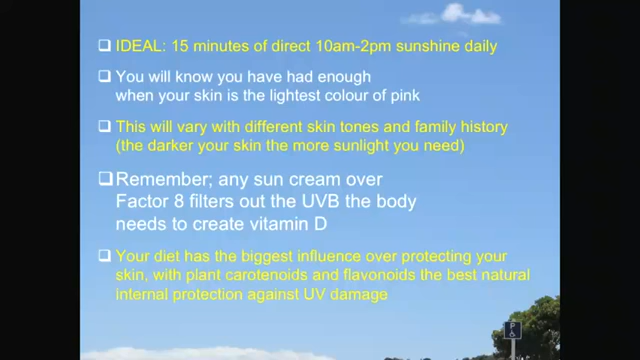 IDEAL: 15 minutes of direct 10am-2pm sunshine daily
You will know you have had enough
when your skin is the lightest colour of pink
This will vary with different skin tones and family history
(the darker your skin the more sunlight you need)
Remember; any sun cream over
Factor 8 filters out the UVB the body
needs to create vitamin D
Your diet has the biggest influence over protecting your
skin, with plant carotenoids and flavonoids the best natural
internal protection against UV damage
P